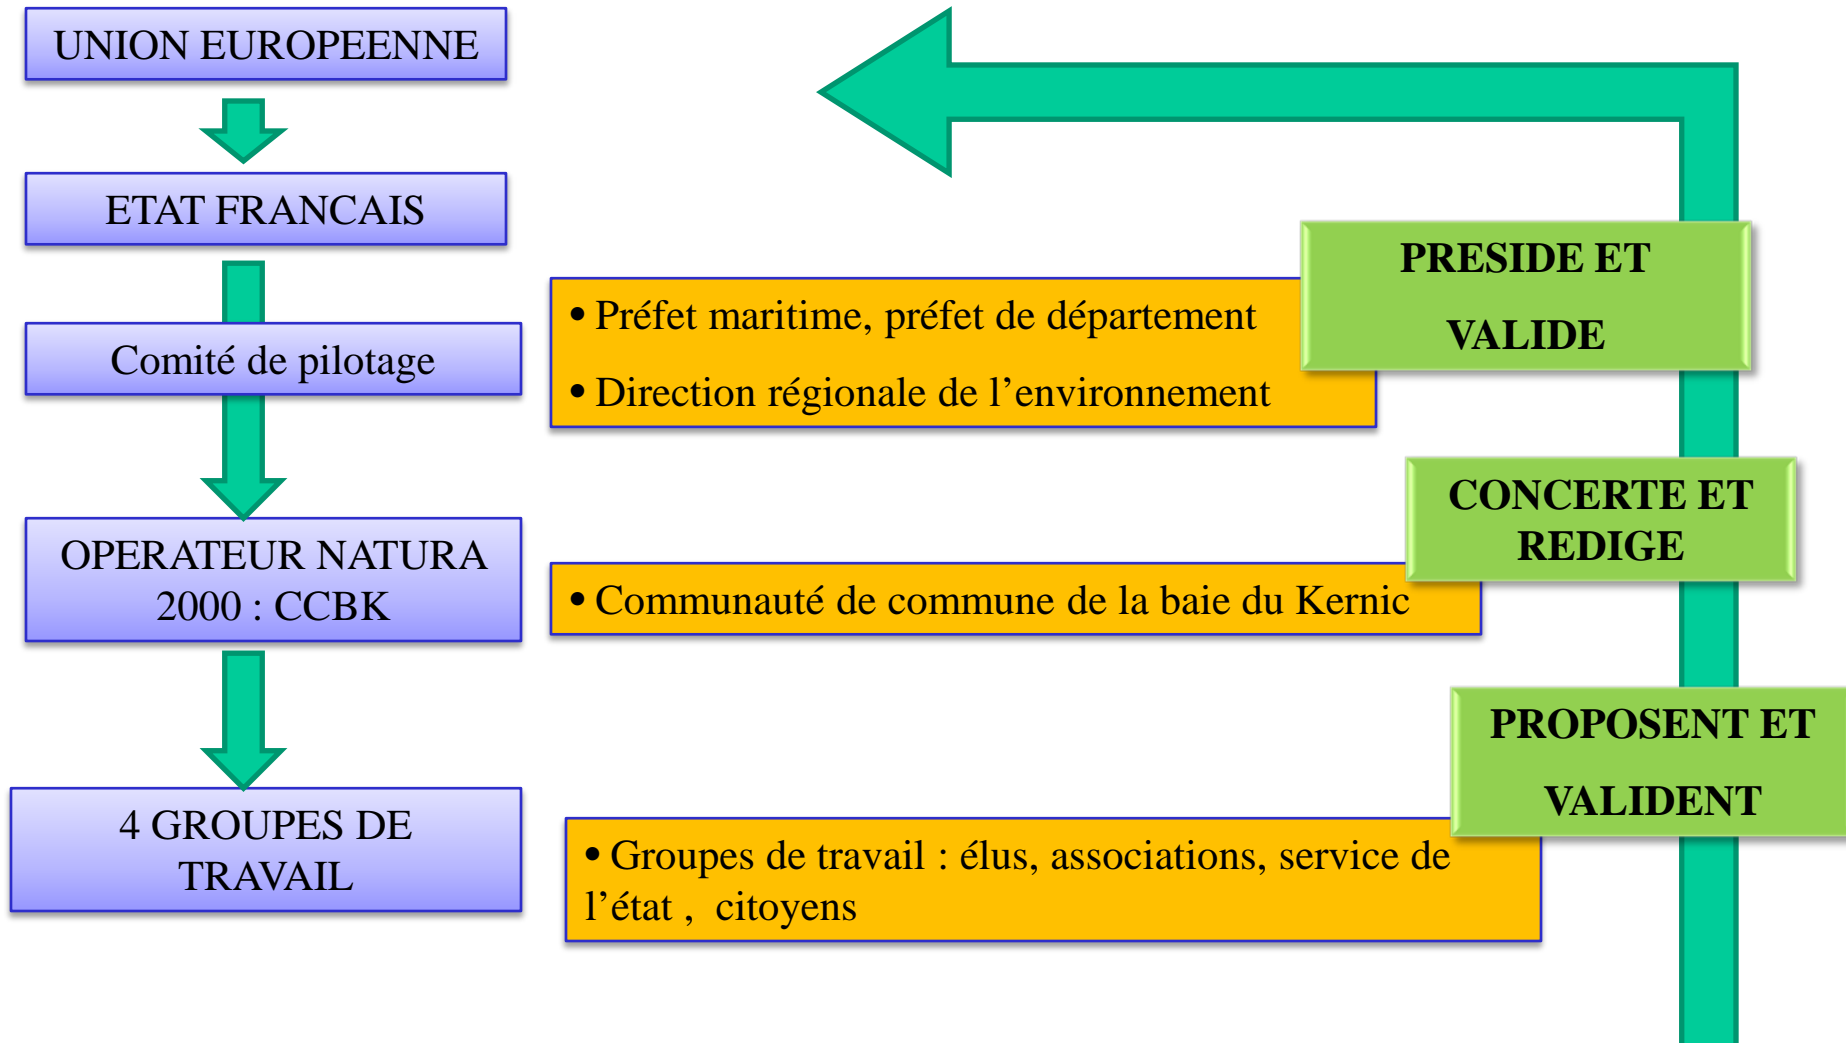 UNION EUROPEENNE
ETAT FRANCAIS
PRESIDE ET
VALIDE
• Préfet maritime, préfet de département
• Direction régionale de l’environnement
Comité de pilotage
CONCERTE ET
REDIGE
OPERATEUR NATURA
2000 : CCBK
• Communauté de commune de la baie du Kernic
PROPOSENT ET
VALIDENT
4 GROUPES DE
TRAVAIL
• Groupes de travail : élus, associations, service de
l’état , citoyens